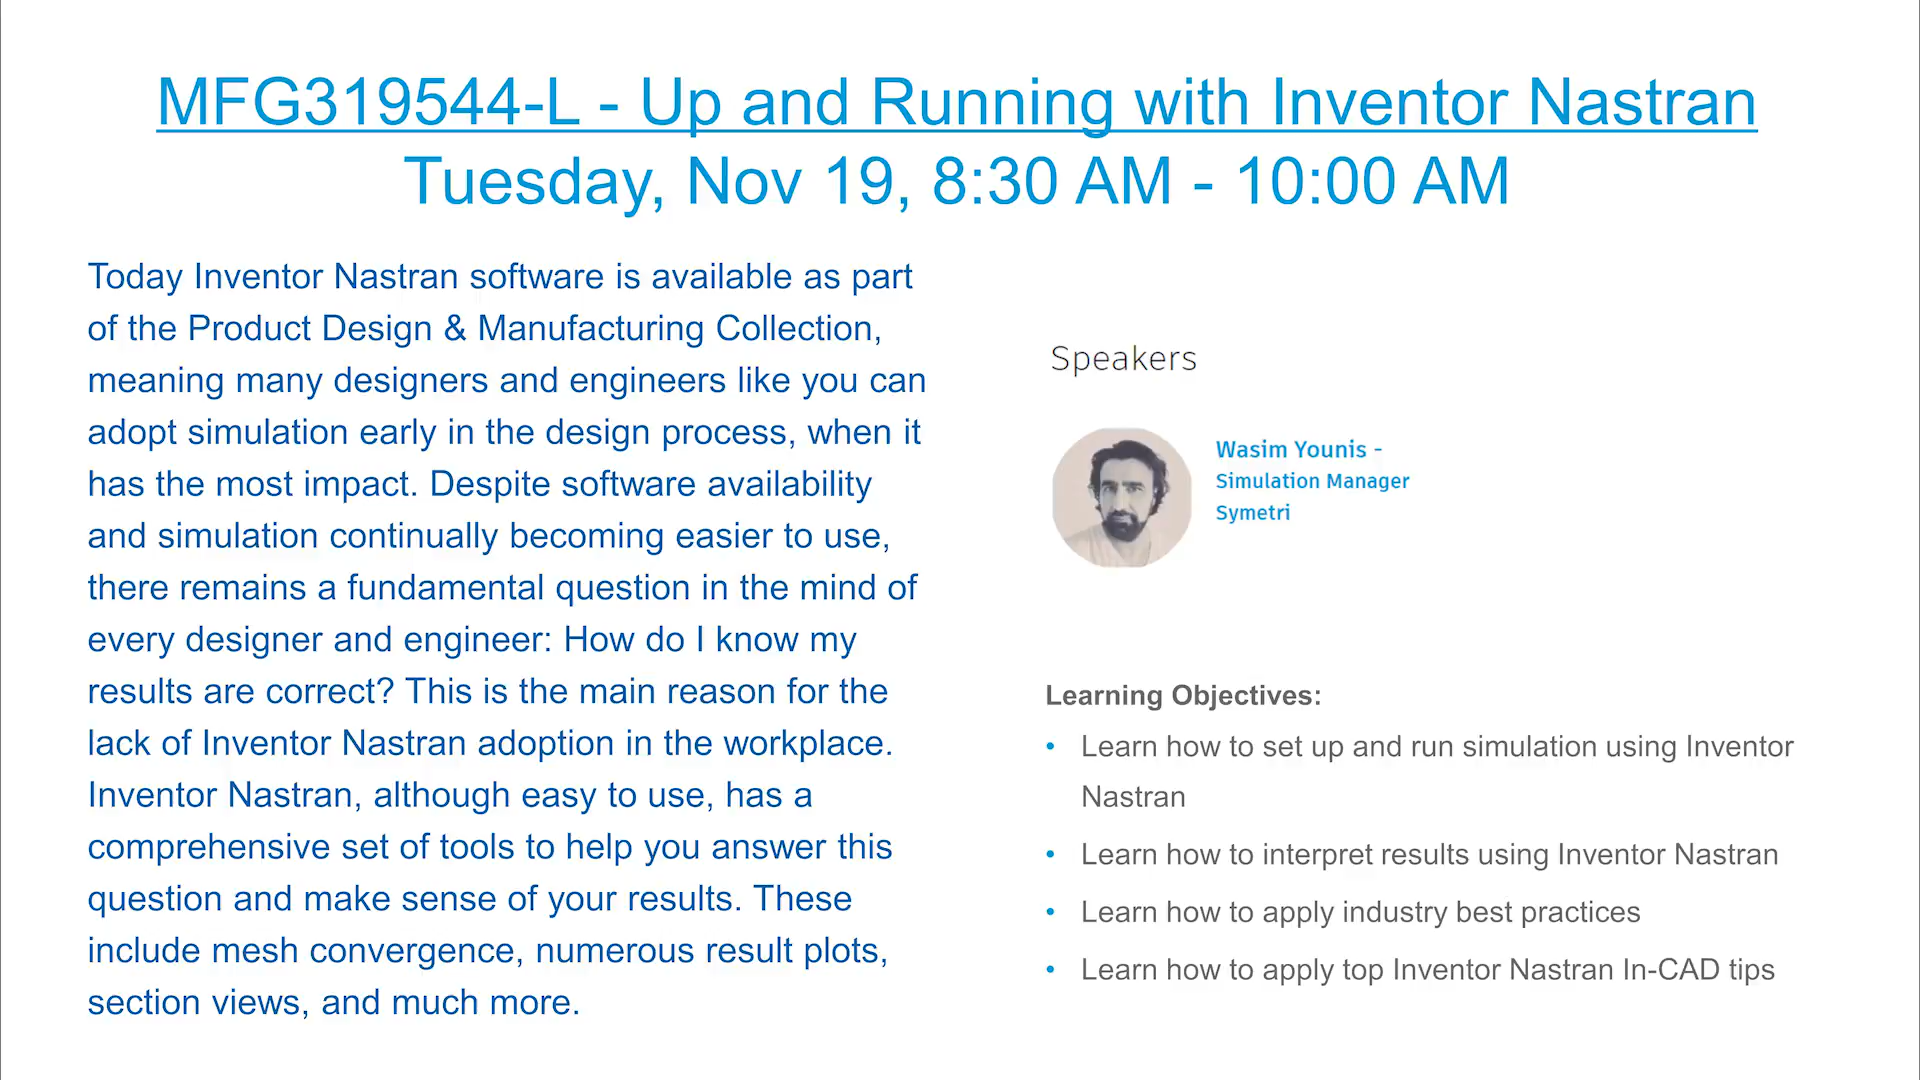 MFG319544-L - Up and Running with Inventor Nastran
Tuesday, Nov 19, 8:30 AM - 10:00 AM
Today Inventor Nastran software is available as part
of the Product Design & Manufacturing Collection,
meaning many designers and engineers like you can
adopt simulation early in the design process, when it
has the most impact. Despite software availability
and simulation continually becoming easier to use,
there remains a fundamental question in the mind of
every designer and engineer: How do I know my
results are correct? This is the main reason for the
lack of Inventor Nastran adoption in the workplace.
Inventor Nastran, although easy to use, has a
comprehensive set of tools to help you answer this
question and make sense of your results. These
include mesh convergence, numerous result plots,
section views, and much more.
Speakers
Wasim Younis -
Simulation Manager
Symetri
Learning Objectives:
• Learn how to set up and run simulation using Inventor
Nastran
• Learn how to interpret results using Inventor Nastran
• Learn how to apply industry best practices
• Learn how to apply top Inventor Nastran In-CAD tips